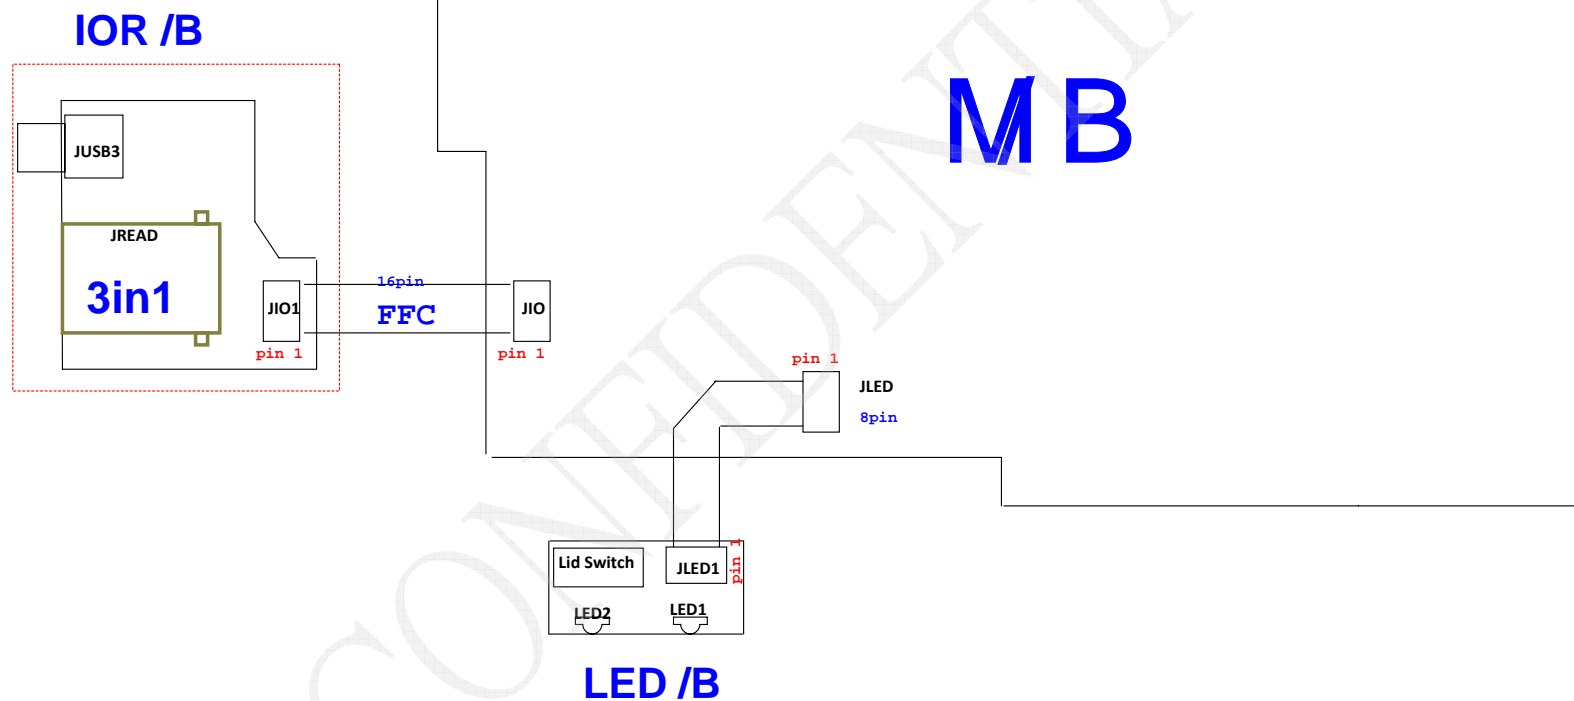 IOR /B
MB
JUSB3
JREAD
3in1
16pin
FFC
JIO1
JIO
pin 1
pin 1
pin 1
JLED
8pin
Lid Switch
JLED1
pin 1
LED2
LED1
LED /B
CONFIDENTIA